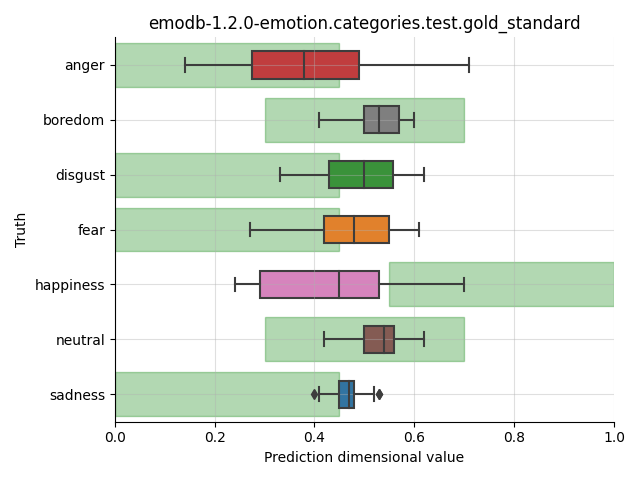 emodb-1.2.0-emotion.categories.test.gold_standard
Truth
anger
boredom
disgust
fear
happiness
neutral
sadness
0.0 0.2 0.4 0.6 0.8 1.0
Prediction dimensional value